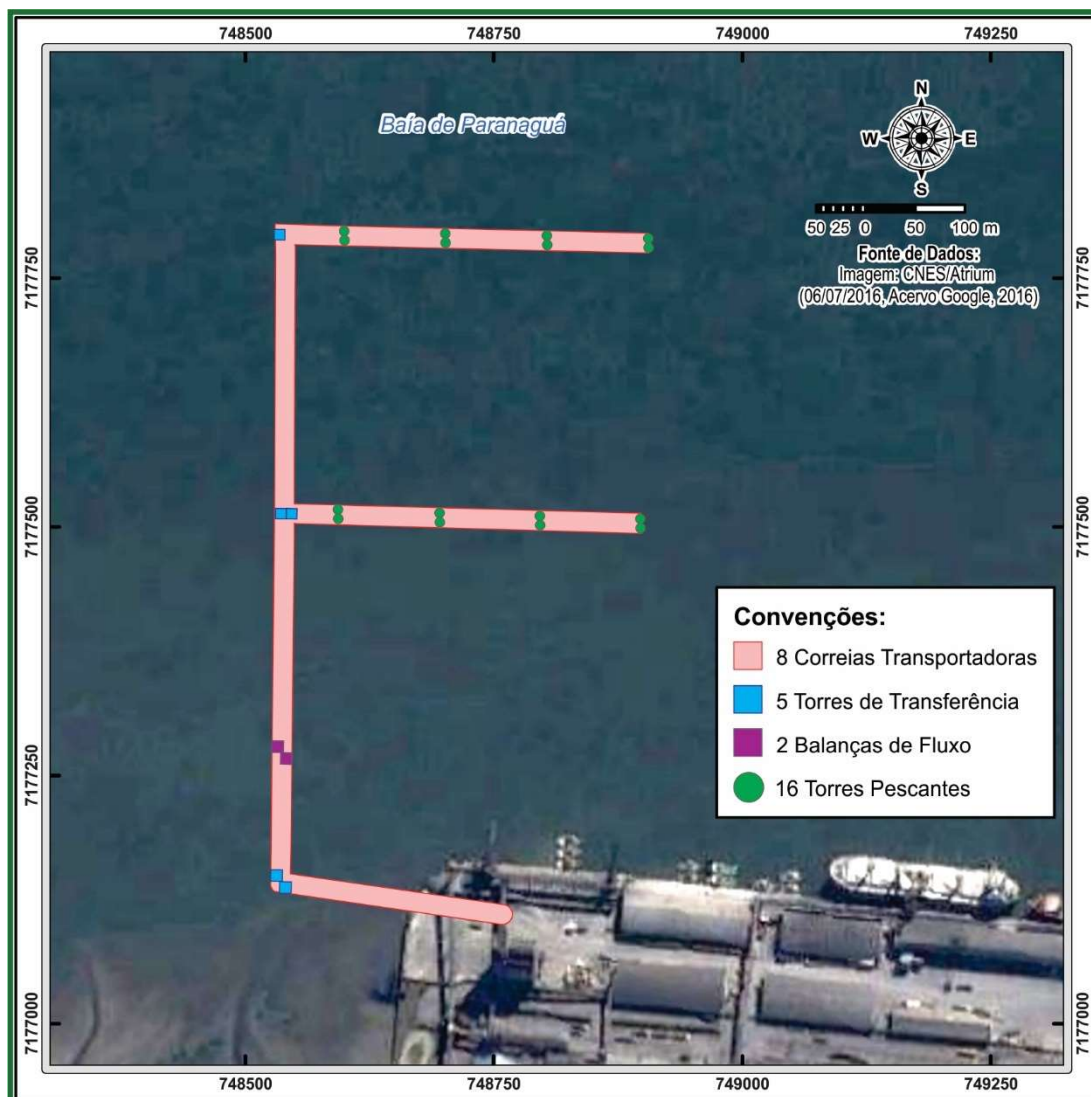 748500 748750 749000 749250
Baía de Paranaguá
N
W E
S
50 25 0 50 100 m
Fonte de Dados:
Imagem: CNES/Atrium
(06/07/2016, Acervo Google, 2016)
7177750 7177750
7177500 7177500
Convenções:
8 Correias Transportadoras
5 Torres de Transferência
2 Balanças de Fluxo
16 Torres Pescantes
7177250 7177250
7177000 7177000
748500 748750 749000 749250